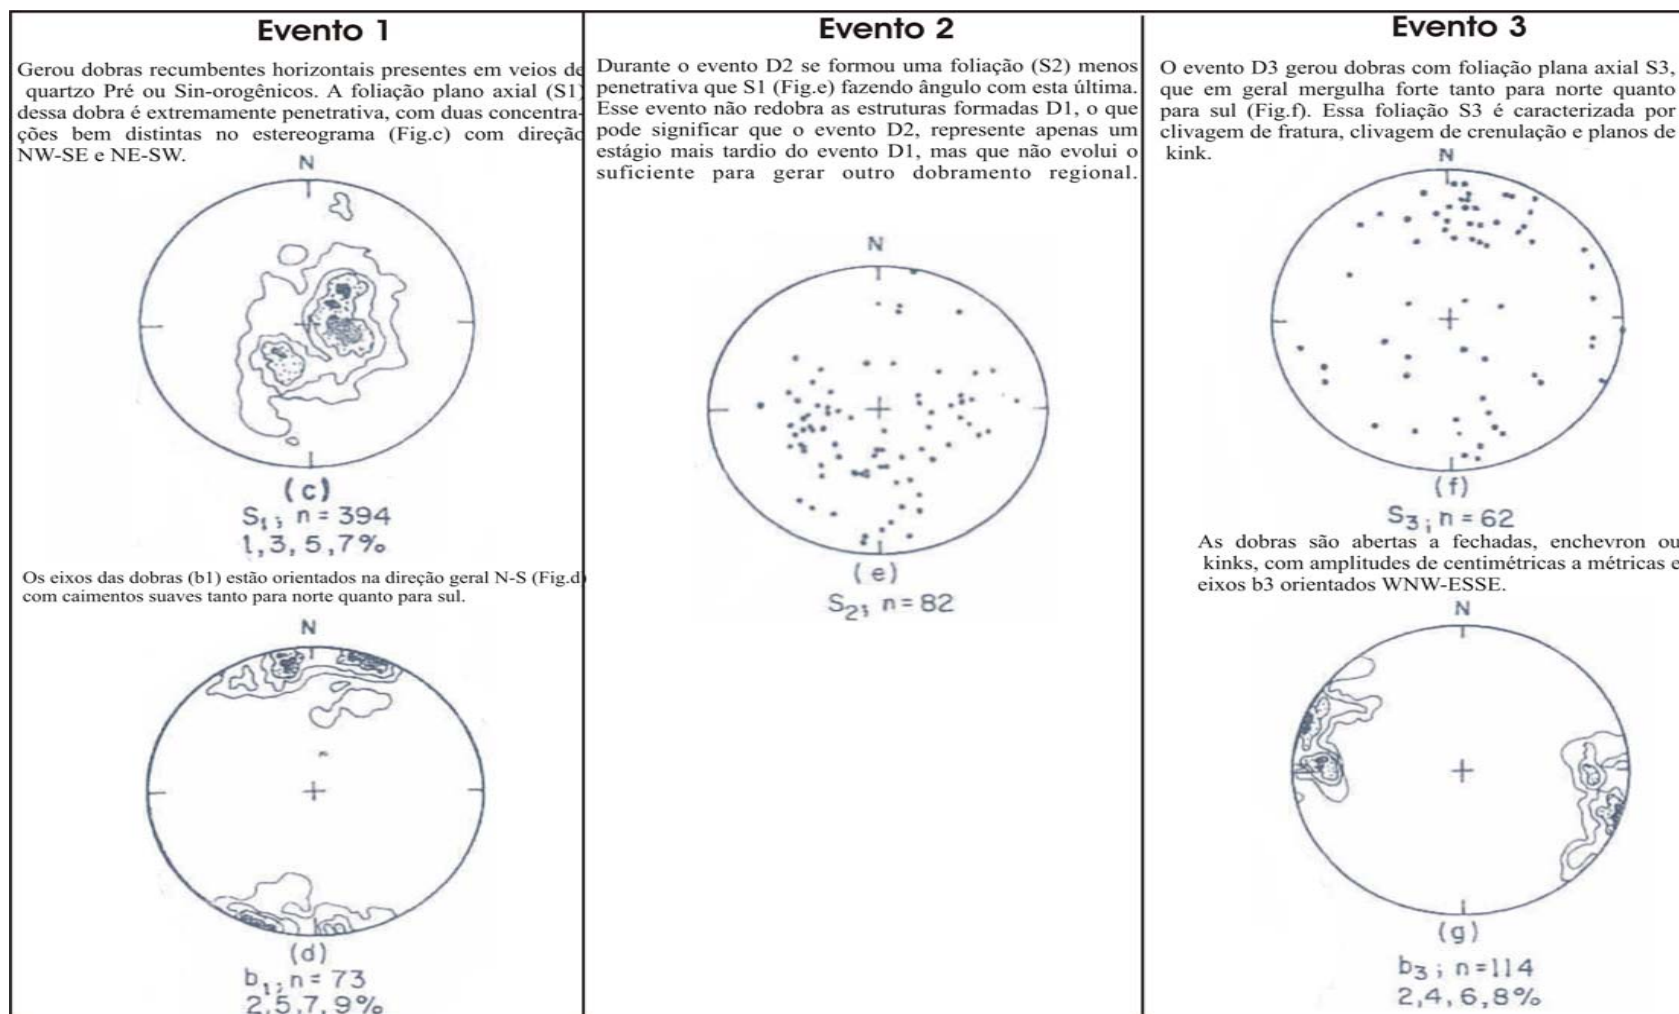 Evento 1
Gerou dobras recumbentes horizontais presentes em veios de
quartzo Pré ou Sin-orogênicos. A foliação plano axial (S1)
dessa dobra é extremamente penetrativa, com duas concentra-
ções bem distintas no estereograma (Fig.c) com direção
NW-SE e NE-SW.
N
(c)
S₁; n = 394
1, 3, 5, 7%
Os eixos das dobras (b1) estão orientados na direção geral N-S (Fig.d)
com caimentos suaves tanto para norte quanto para sul.
N
(d)
b₁; n = 73
2, 5, 7, 9%
Evento 2
Durante o evento D2 se formou uma foliação (S2) menos
penetrativa que S1 (Fig.e) fazendo ângulo com esta última.
Esse evento não redobra as estruturas formadas D1, o que
pode significar que o evento D2, represente apenas um
estágio mais tardio do evento D1, mas que não evolui o
suficiente para gerar outro dobramento regional.
N
(e)
S₂; n = 82
Evento 3
O evento D3 gerou dobras com foliação plana axial S3,
que em geral mergulha forte tanto para norte quanto
para sul (Fig.f). Essa foliação S3 é caracterizada por
clivagem de fratura, clivagem de crenulação e planos de
kink.
N
(f)
S₃; n = 62
As dobras são abertas a fechadas, enchevron ou
kinks, com amplitudes de centimétricas a métricas e
eixos b3 orientados WNW-ESSE.
N
(g)
b₃; n = 114
2, 4, 6, 8%